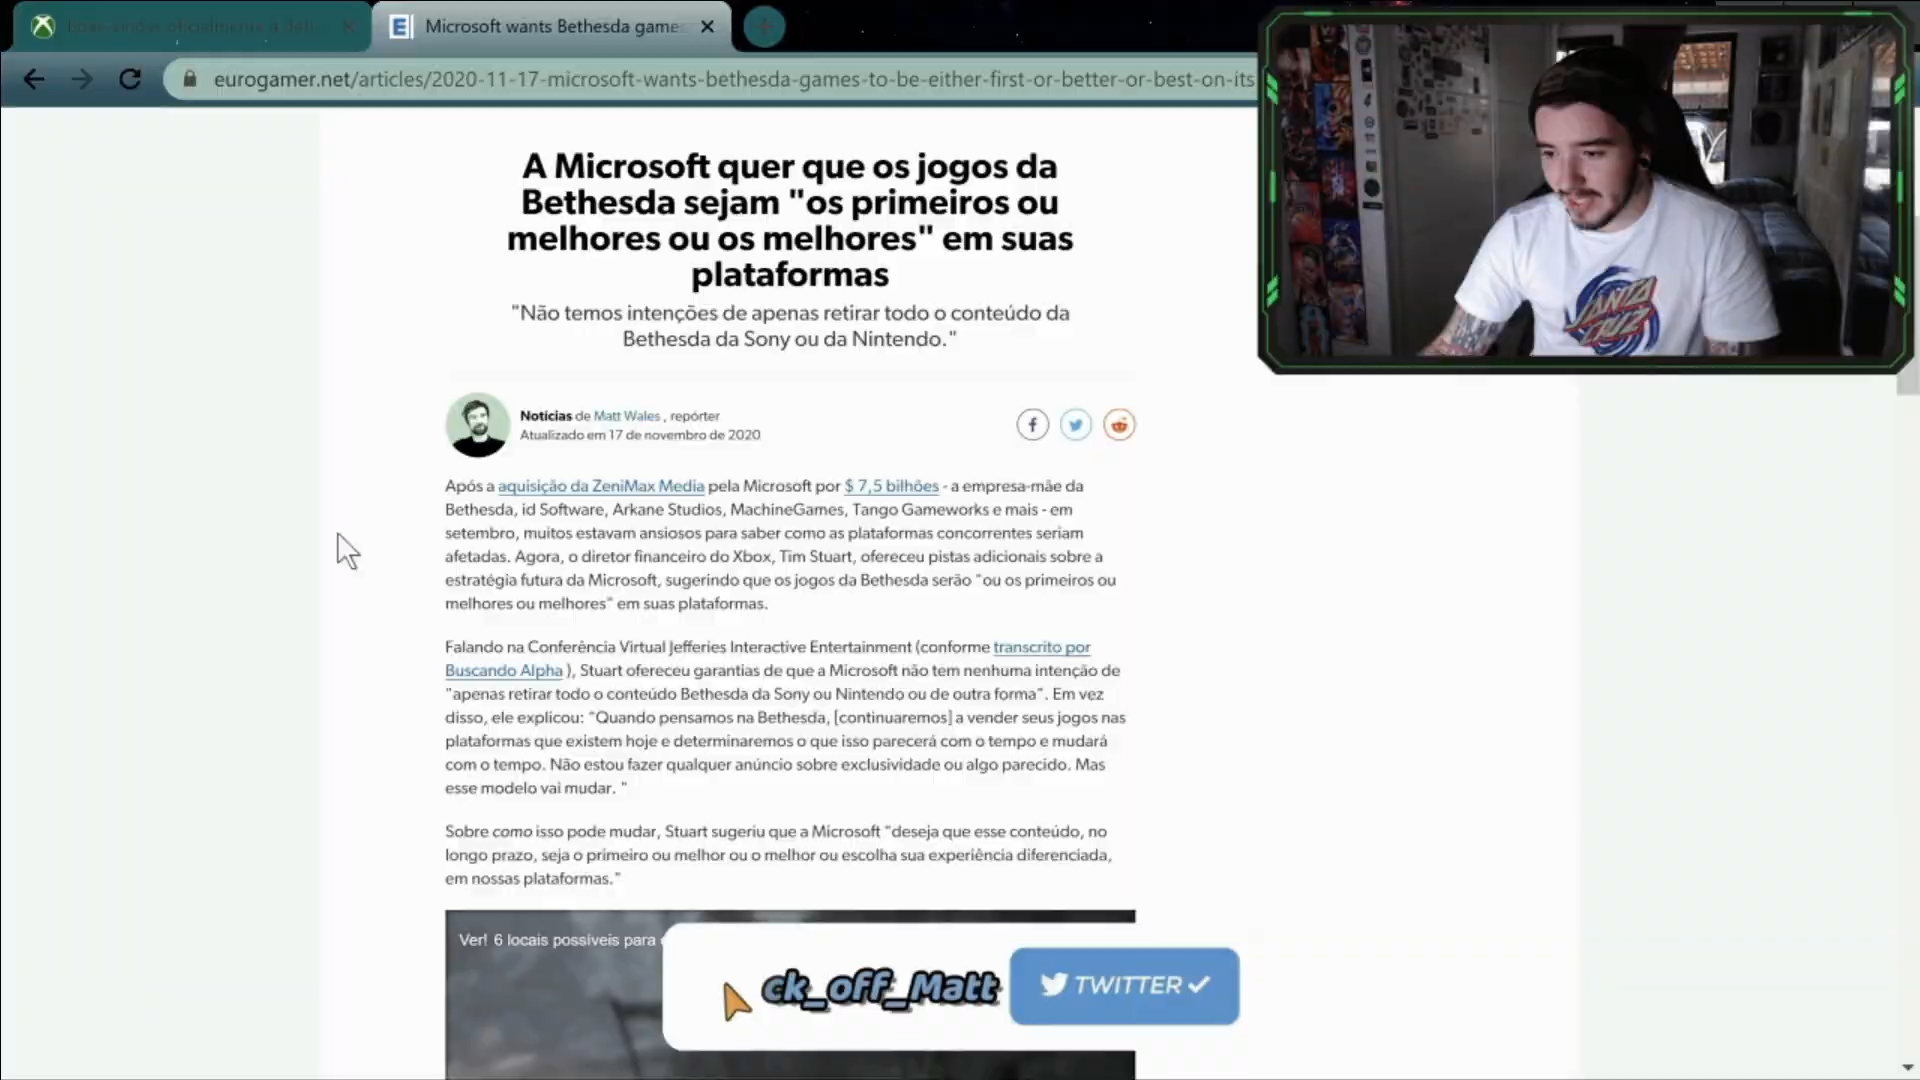 Microsoft wants Bethesda game
eurogamer.net/articles/2020-11-17-microsoft-wants-bethesda-games-to-be-either-first-or-better-or-best-on-its
A Microsoft quer que os jogos da
Bethesda sejam "os primeiros ou
melhores ou os melhores" em suas
plataformas
"Não temos intenções de apenas retirar todo o conteúdo da
Bethesda da Sony ou da Nintendo."
Notícias de Matt Wales , repórter
Atualizado em 17 de novembro de 2020
Após a aquisição da ZeniMax Media pela Microsoft por $ 7,5 bilhões - a empresa-mãe da
Bethesda, id Software, Arkane Studios, MachineGames, Tango Gameworks e mais - em
setembro, muitos estavam ansiosos para saber como as plataformas concorrentes seriam
afetadas. Agora, o diretor financeiro do Xbox, Tim Stuart, ofereceu pistas adicionais sobre a
estratégia futura da Microsoft, sugerindo que os jogos da Bethesda serão "ou os primeiros ou
melhores ou melhores" em suas plataformas.
Falando na Conferência Virtual Jefferies Interactive Entertainment (conforme transcrito por
Buscando Alpha ), Stuart ofereceu garantias de que a Microsoft não tem nenhuma intenção de
"apenas retirar todo o conteúdo Bethesda da Sony ou Nintendo ou de outra forma". Em vez
disso, ele explicou: "Quando pensamos na Bethesda, [continuaremos] a vender seus jogos nas
plataformas que existem hoje e determinaremos o que isso parecerá com o tempo e mudará
com o tempo. Não estou fazer qualquer anúncio sobre exclusividade ou algo parecido. Mas
esse modelo vai mudar. "
Sobre como isso pode mudar, Stuart sugeriu que a Microsoft "deseja que esse conteúdo, no
longo prazo, seja o primeiro ou melhor ou o melhor ou escolha sua experiência diferenciada,
em nossas plataformas."
Ver! 6 locais possíveis para
ck_off_Matt
TWITTER
SANTA
CRUZ